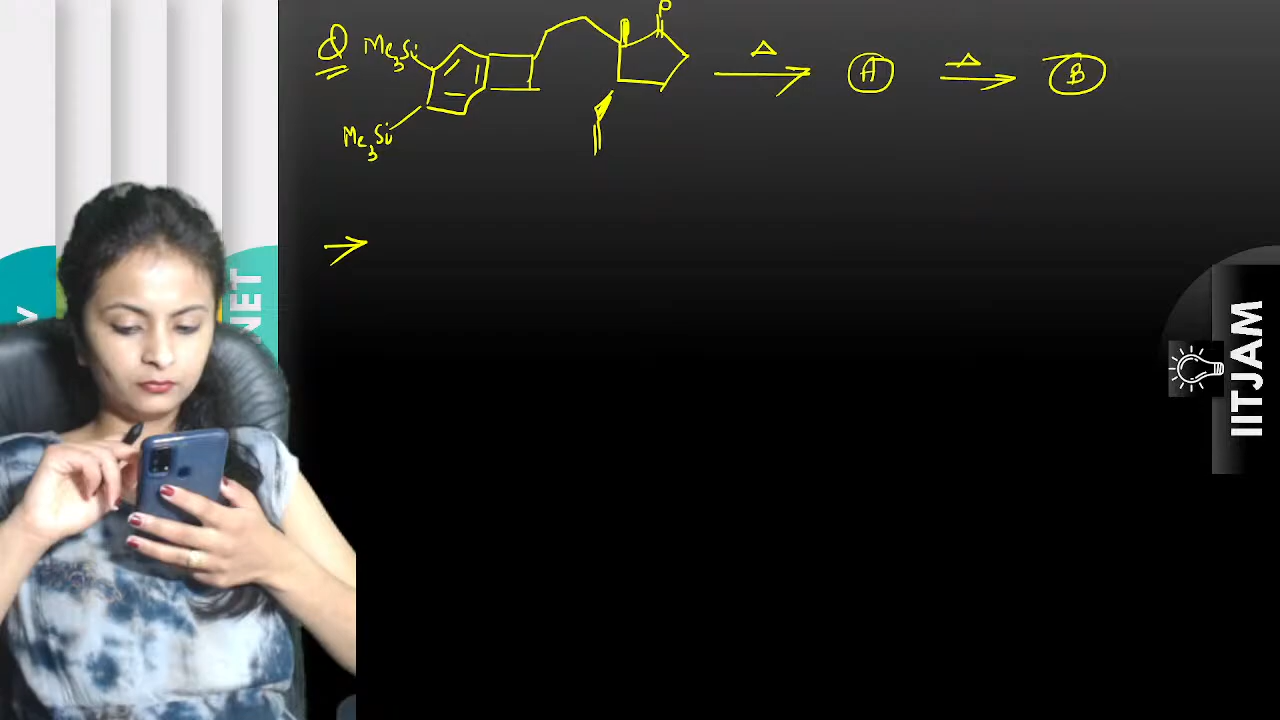 Q Me3Si O Δ A Δ B
Me3Si
→
NET
IITJAM